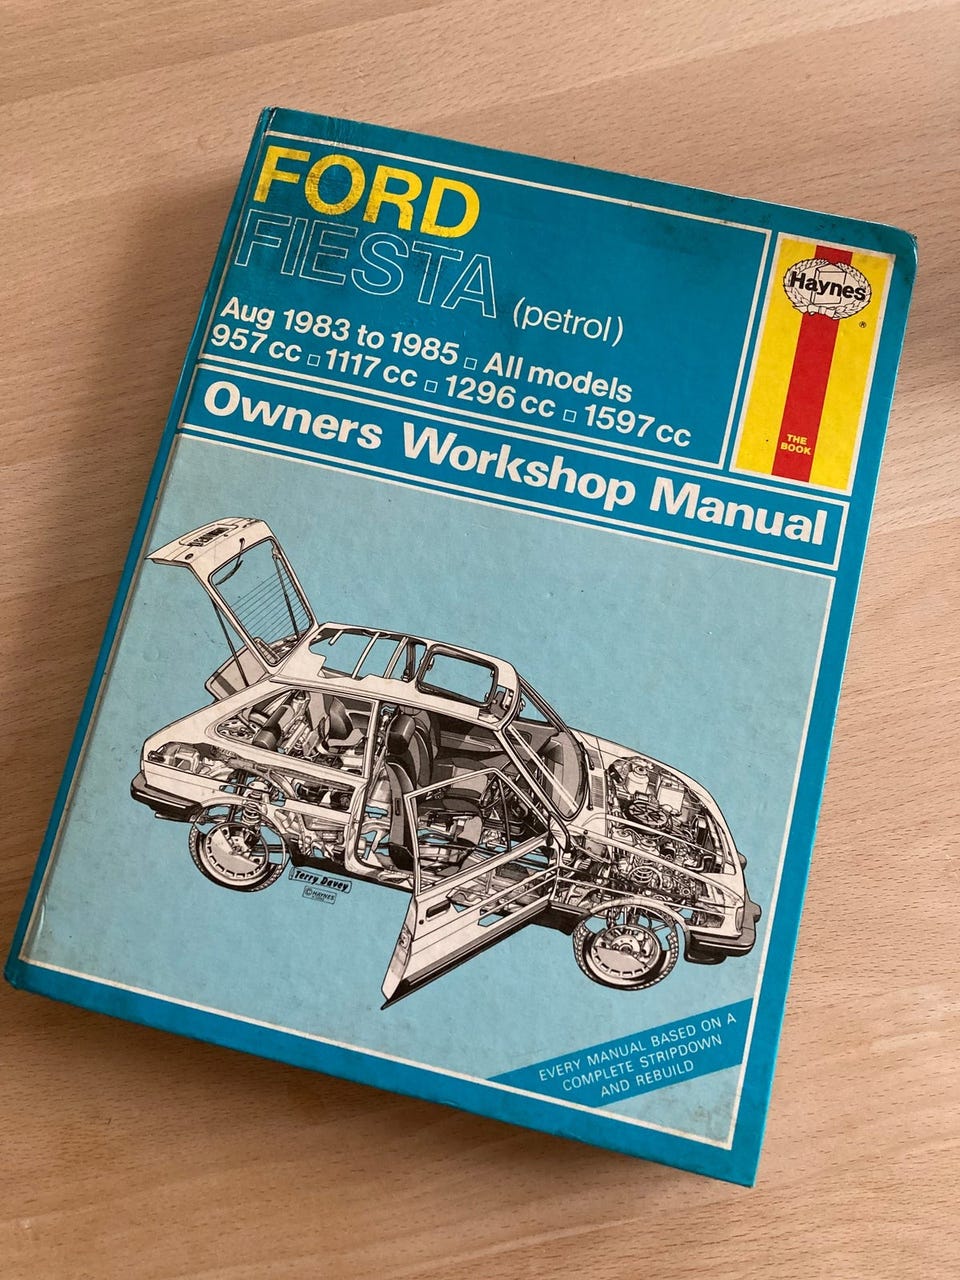 FORD
FIESTA (petrol)
Aug 1983 to 1985 □ All models
957 cc □ 1117 cc □ 1296 cc □ 1597 cc
Haynes
®
THE
BOOK
Owners Workshop Manual
Terry Davey
© HAYNES
EVERY MANUAL BASED ON A
COMPLETE STRIPDOWN
AND REBUILD